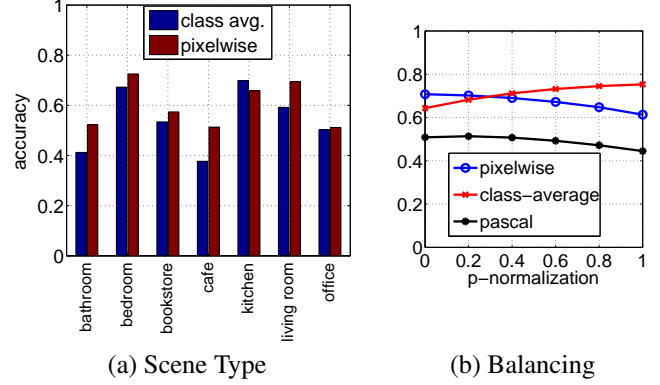 class avg.
pixelwise
accuracy
1
0.8
0.6
0.4
0.2
0
bathroom
bedroom
bookstore
cafe
kitchen
living room
office
(a) Scene Type
1
0.8
0.6
0.4
0.2
0
pixelwise
class-average
pascal
0 0.2 0.4 0.6 0.8 1
p-normalization
(b) Balancing